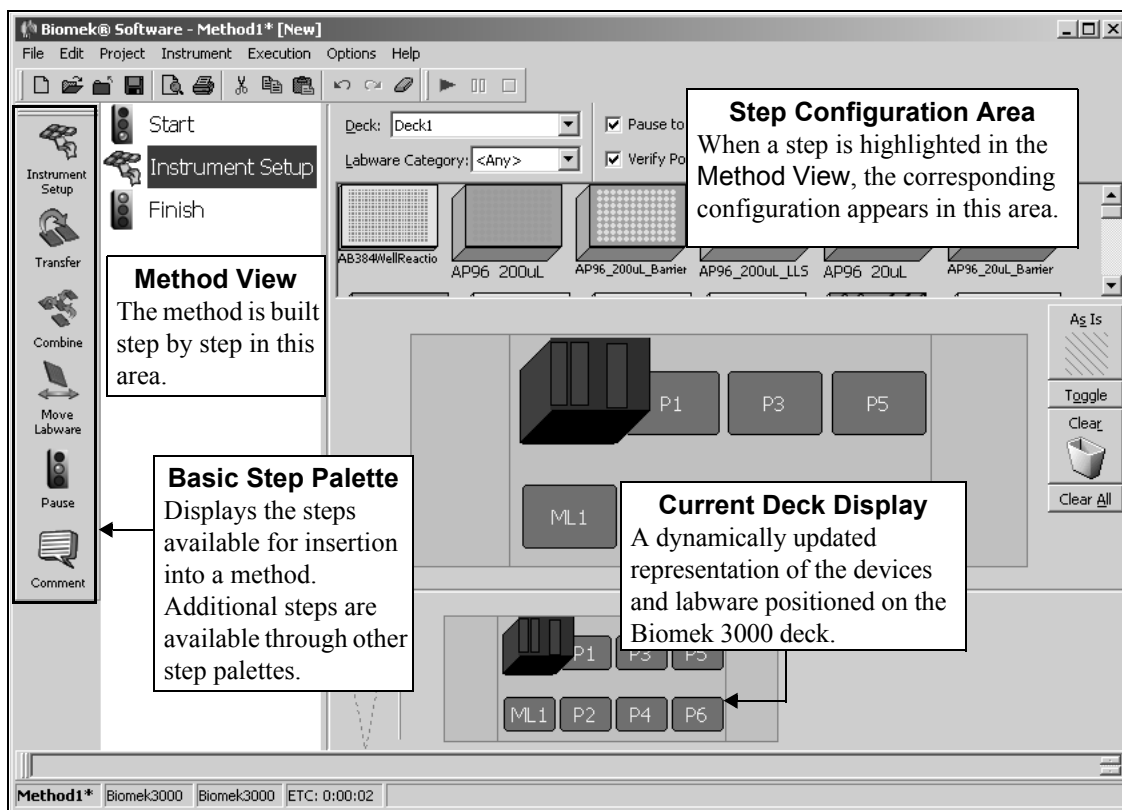 Biomek® Software - Method1* [New]
File Edit Project Instrument Execution Options Help
Instrument
Setup
Transfer
Combine
Move
Labware
Pause
Comment
Start
Instrument Setup
Finish
Method View
The method is built
step by step in this
area.
Basic Step Palette
Displays the steps
available for insertion
into a method.
Additional steps are
available through other
step palettes.
Deck: Deck1
Labware Category: <Any>
Pause to
Verify Po
Step Configuration Area
When a step is highlighted in the
Method View, the corresponding
configuration appears in this area.
AB384WellReactio
AP96_200uL
AP96_200uL_Barrier
AP96_200uL_LLS
AP96_20uL
AP96_20uL_Barrier
P1 P3 P5
ML1
As Is
Toggle
Clear
Clear All
Current Deck Display
A dynamically updated
representation of the devices
and labware positioned on the
Biomek 3000 deck.
P1 P3 P5
ML1 P2 P4 P6
Method1* Biomek3000 Biomek3000 ETC: 0:00:02